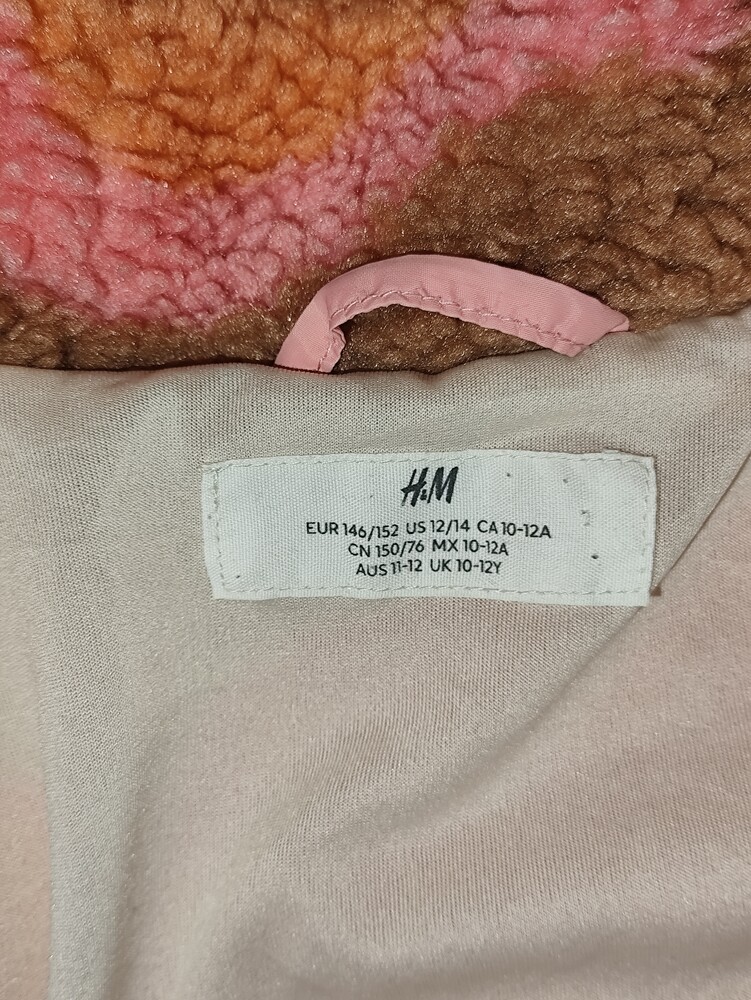 H&M
EUR 146/152 US 12/14 CA 10-12A
CN 150/76 MX 10-12A
AUS 11-12 UK 10-12Y